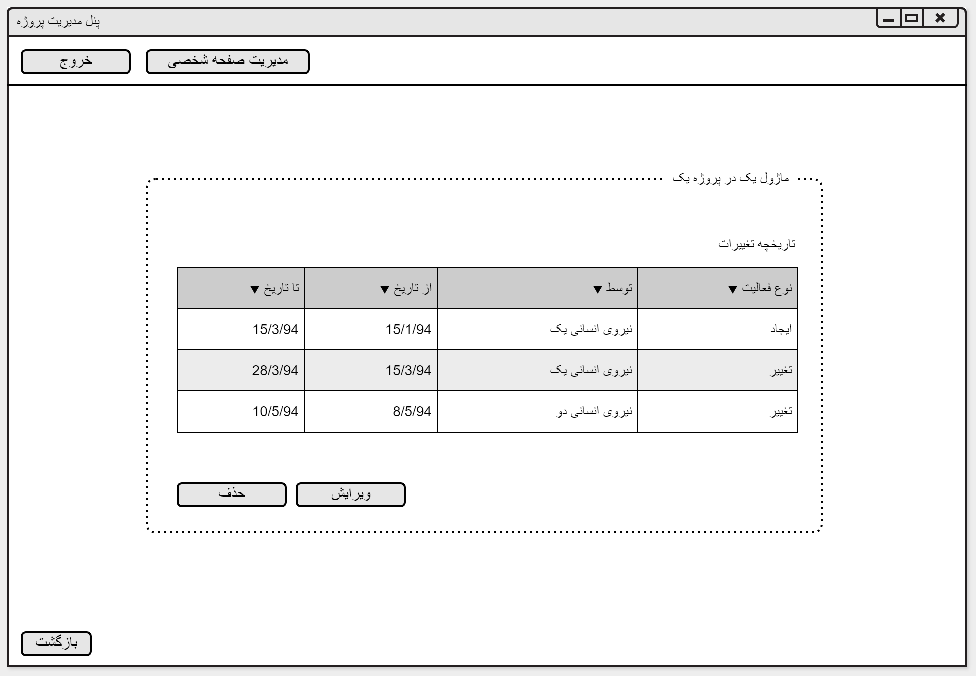 پنل مدیریت پروژه
مدیریت صفحه شخصی
خروج
ماژول یک در پروژه یک
تاریخچه تغییرات
نوع فعالیت ▼ توسط ▼ از تاریخ ▼ تا تاریخ ▼
ایجاد نیروی انسانی یک 15/1/94 15/3/94
تغییر نیروی انسانی یک 15/3/94 28/3/94
تغییر نیروی انسانی دو 8/5/94 10/5/94
ویرایش
حذف
بازگشت